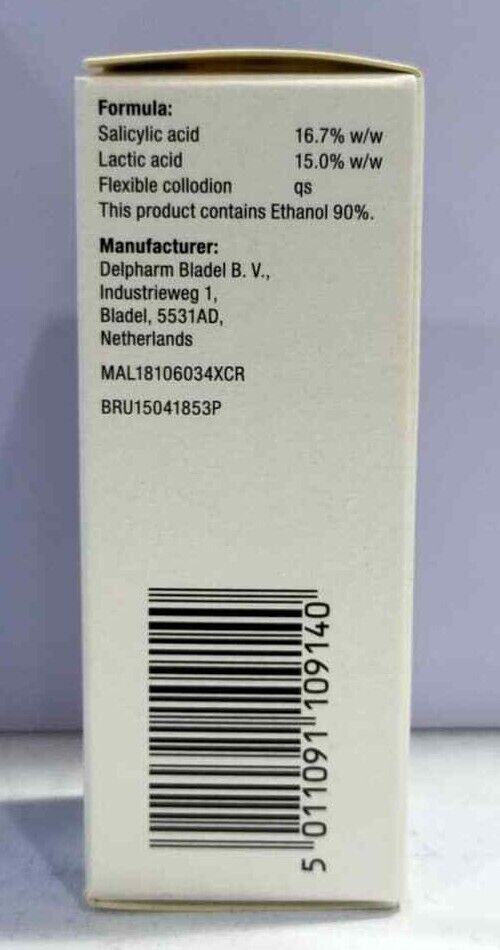 Formula:
Salicylic acid 16.7% w/w
Lactic acid 15.0% w/w
Flexible collodion qs
This product contains Ethanol 90%.
Manufacturer:
Delpharm Bladel B. V.,
Industrieweg 1,
Bladel, 5531AD,
Netherlands
MAL18106034XCR
BRU15041853P
5 011091 109140